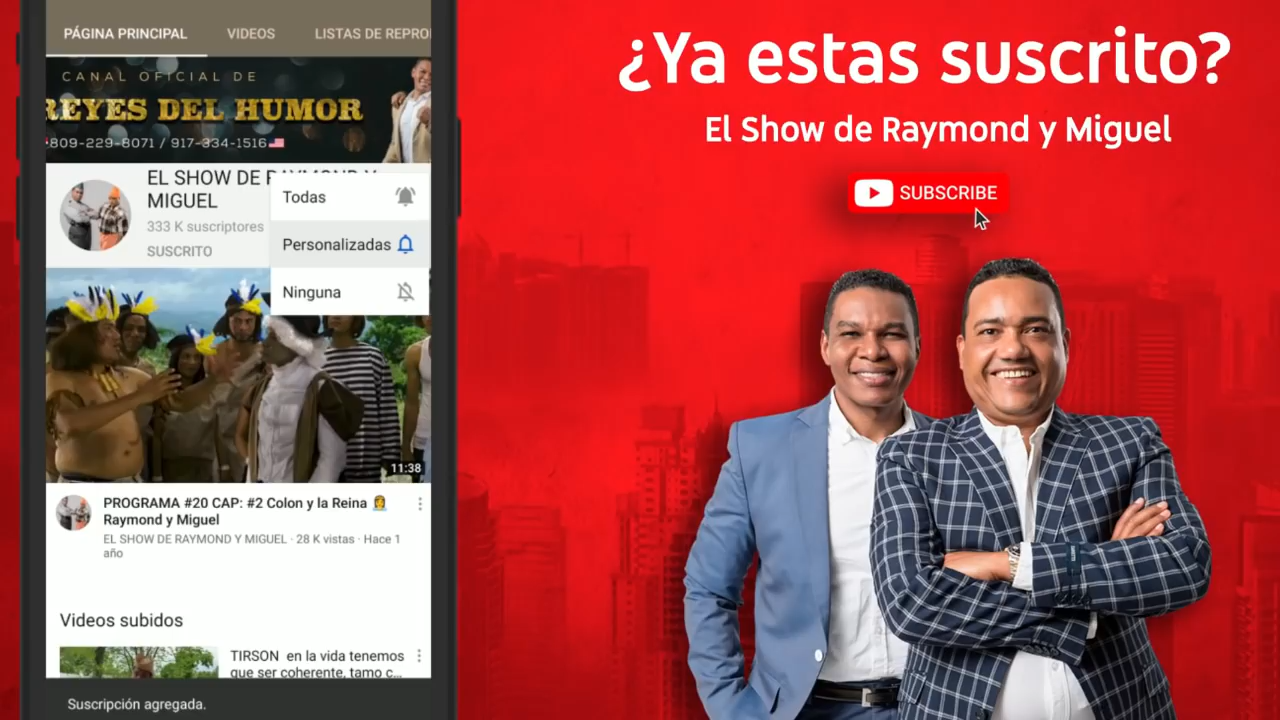 PÁGINA PRINCIPAL VIDEOS LISTAS DE REPRO
CANAL OFICIAL DE
REYES DEL HUMOR
809-229-8071 / 917-334-1516
EL SHOW DE RAYMOND Y
MIGUEL
333 K suscriptores
SUSCRITO
Todas
Personalizadas
Ninguna
11:38
PROGRAMA #20 CAP: #2 Colon y la Reina
Raymond y Miguel
EL SHOW DE RAYMOND Y MIGUEL · 28 K vistas · Hace 1
año
Videos subidos
TIRSON en la vida tenemos
que ser coherente, tamo c...
Suscripción agregada.
¿Ya estas suscrito?
El Show de Raymond y Miguel
SUBSCRIBE